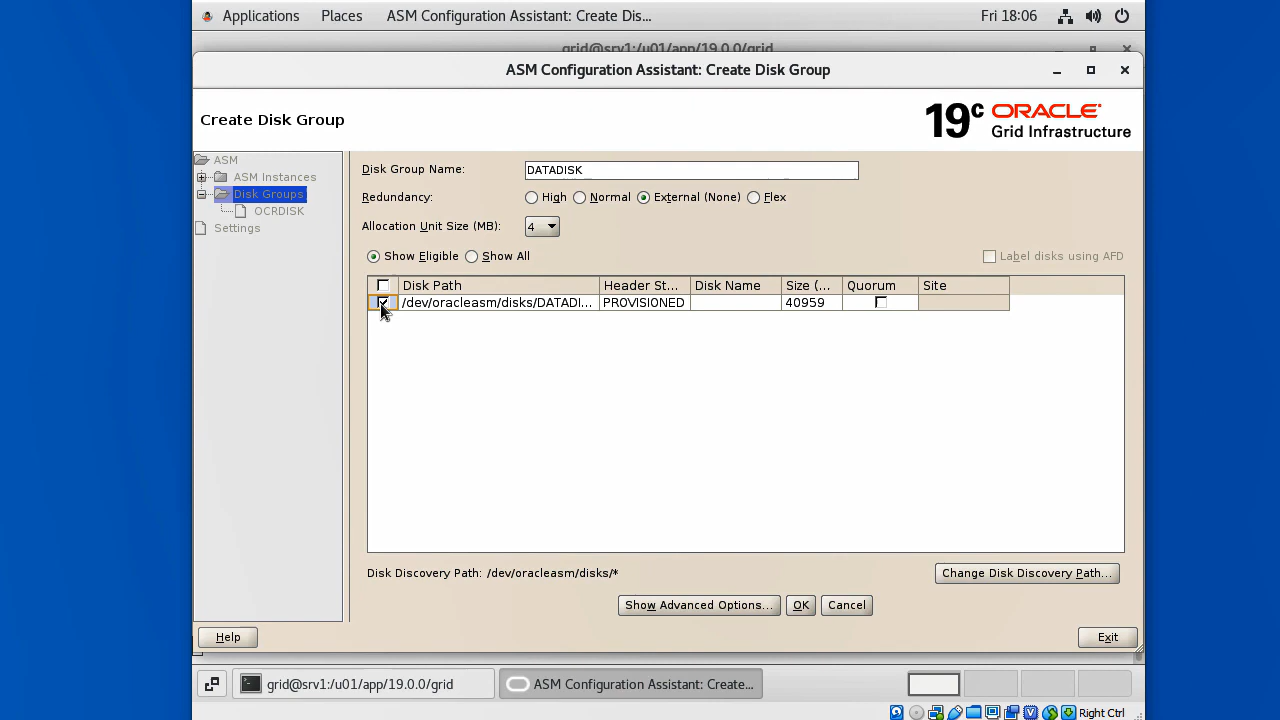 Applications Places ASM Configuration Assistant: Create Dis... Fri 18:06
grid@srv1:/u01/app/19.0.0/grid
ASM Configuration Assistant: Create Disk Group
Create Disk Group
19c ORACLE
Grid Infrastructure
ASM
ASM Instances
Disk Groups
OCRDISK
Settings
Disk Group Name: DATADISK
Redundancy: High Normal External (None) Flex
Allocation Unit Size (MB): 4
Show Eligible Show All Label disks using AFD
Disk Path Header St... Disk Name Size (... Quorum Site
/dev/oracleasm/disks/DATADI... PROVISIONED 40959
Disk Discovery Path: /dev/oracleasm/disks/* Change Disk Discovery Path...
Show Advanced Options... OK Cancel
Help Exit
grid@srv1:/u01/app/19.0.0/grid ASM Configuration Assistant: Create...
Right Ctrl